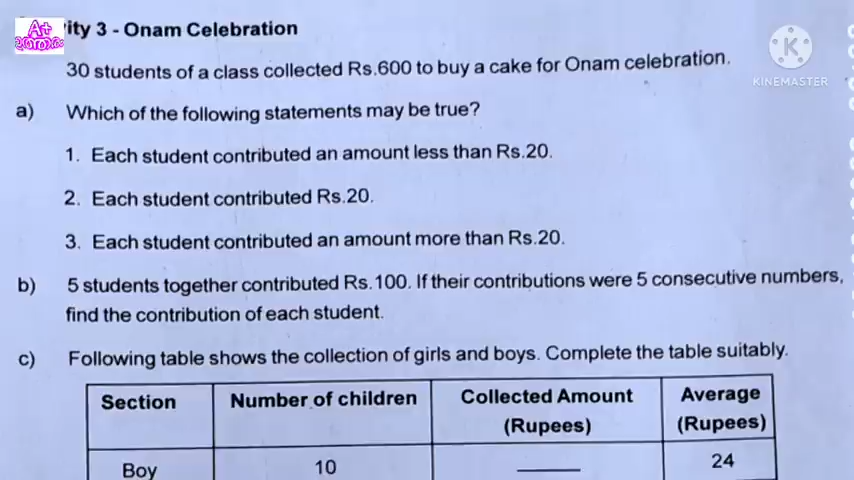 A+
ity 3 - Onam Celebration
KINEMASTER
30 students of a class collected Rs.600 to buy a cake for Onam celebration.
a) Which of the following statements may be true?
1. Each student contributed an amount less than Rs.20.
2. Each student contributed Rs.20.
3. Each student contributed an amount more than Rs.20.
b) 5 students together contributed Rs.100. If their contributions were 5 consecutive numbers,
find the contribution of each student.
c) Following table shows the collection of girls and boys. Complete the table suitably.
Section Number of children Collected Amount (Rupees) Average (Rupees)
Boy 10 ______ 24